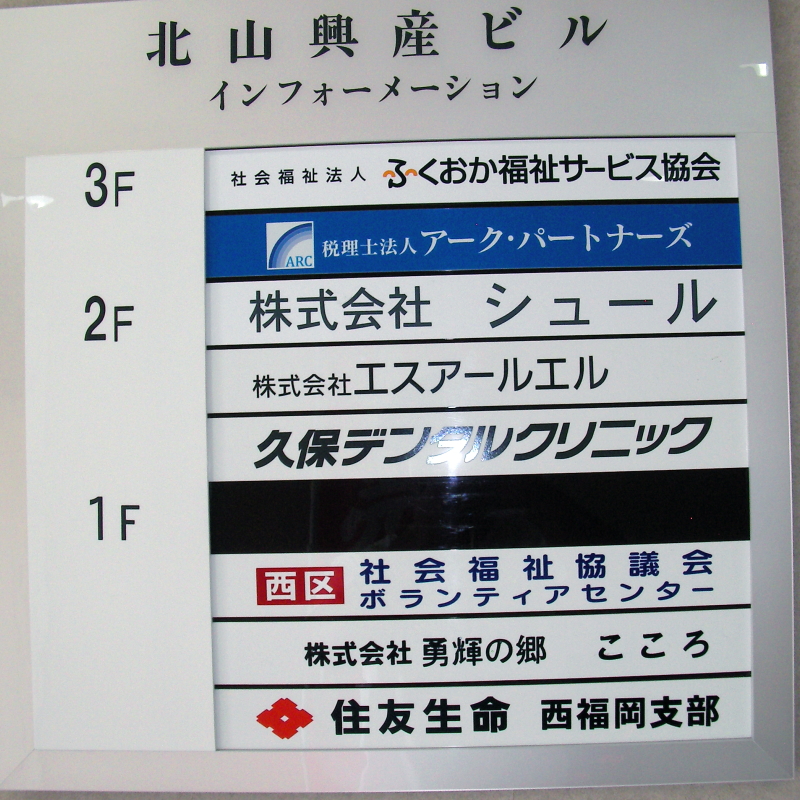 北山興産ビル
インフォーメーション
3F
社会福祉法人 ふくおか福祉サービス協会
ARC 税理士法人 アーク・パートナーズ
2F
株式会社 シュール
株式会社エスアールエル
久保デンタルクリニック
1F
西区 社会福祉協議会
ボランティアセンター
株式会社 勇輝の郷 こころ
住友生命 西福岡支部